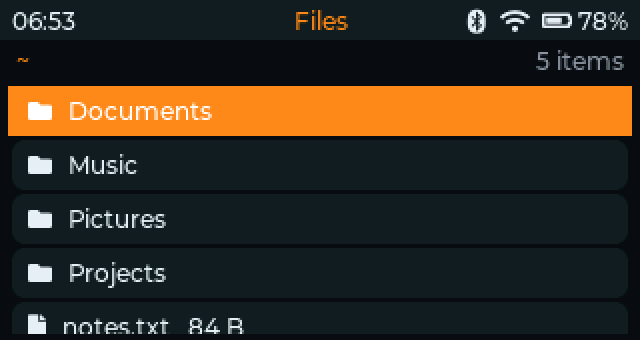 06:53 Files 78%
~ 5 items
Documents
Music
Pictures
Projects
notes.txt 84 B